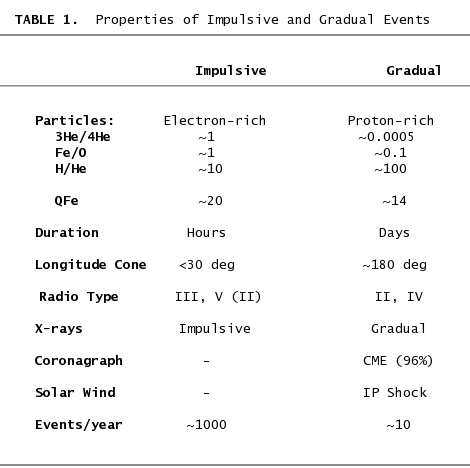 TABLE 1. Properties of Impulsive and Gradual Events
Impulsive Gradual
Particles: Electron-rich Proton-rich
3He/4He ~1 ~0.0005
Fe/O ~1 ~0.1
H/He ~10 ~100
QFe ~20 ~14
Duration Hours Days
Longitude Cone <30 deg ~180 deg
Radio Type III, V (II) II, IV
X-rays Impulsive Gradual
Coronagraph - CME (96%)
Solar Wind - IP Shock
Events/year ~1000 ~10